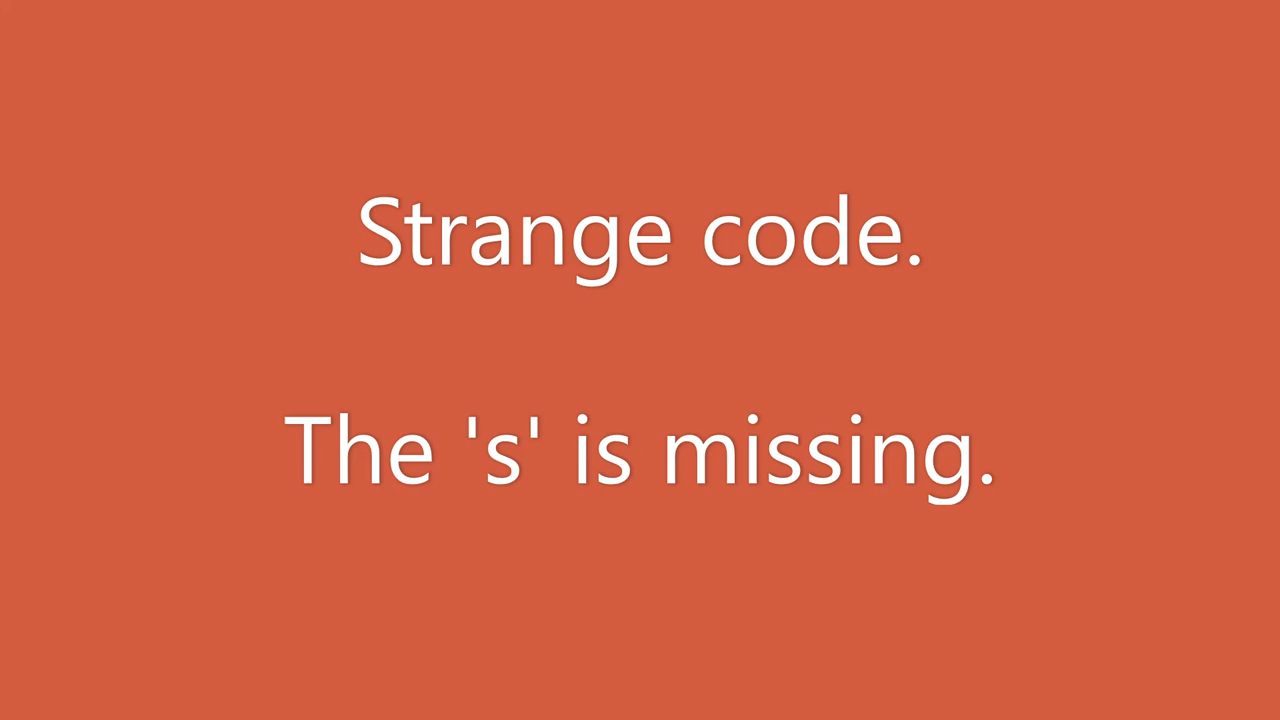 Strange code.
The 's' is missing.